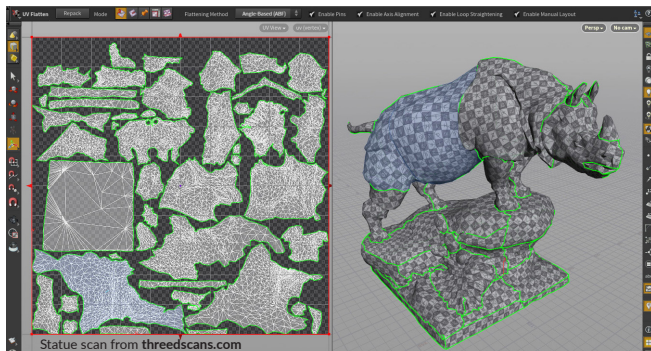 UV Flatten Repack Mode Flattening Method Angle-Based (ABF) Enable Pins Enable Axis Alignment Enable Loop Straightening Enable Manual Layout
UV View uv (vertex) Persp No cam
Statue scan from threedscans.com